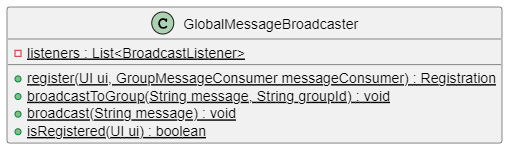 C GlobalMessageBroadcaster
listeners : List<BroadcastListener>
register(UI ui, GroupMessageConsumer messageConsumer) : Registration
broadcastToGroup(String message, String groupId) : void
broadcast(String message) : void
isRegistered(UI ui) : boolean